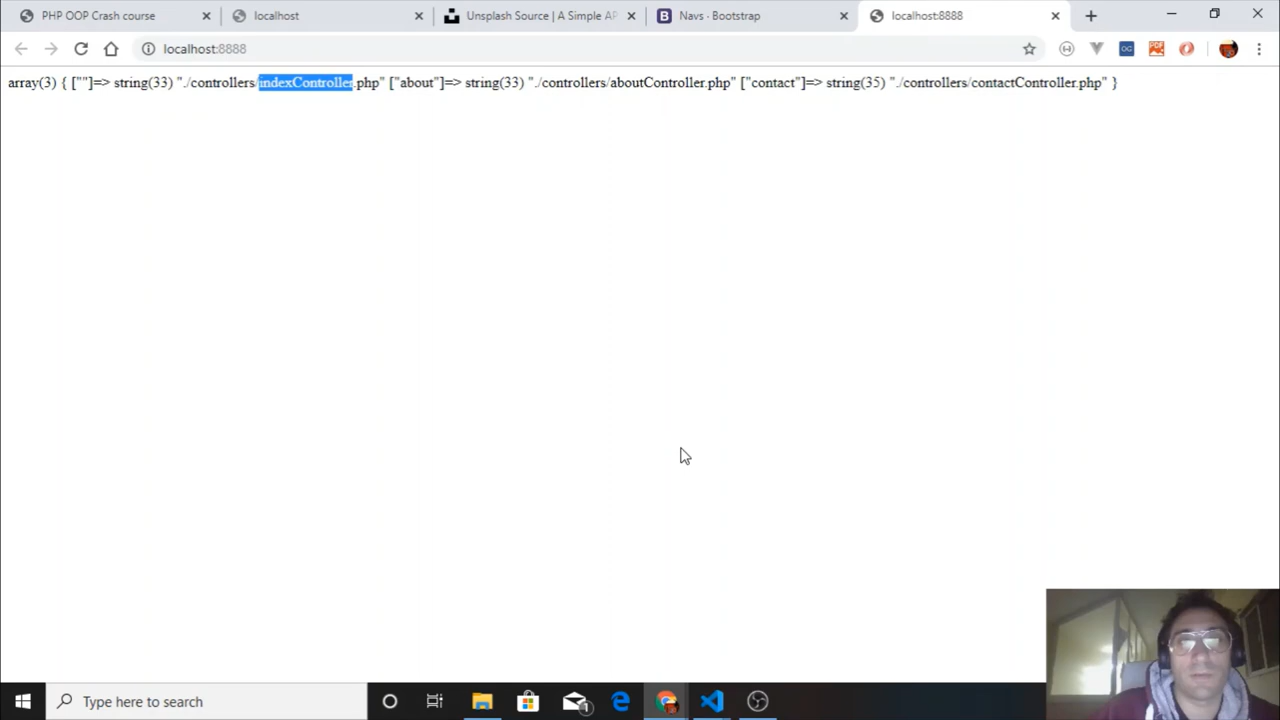 PHP OOP Crash course
localhost
Unsplash Source | A Simple AP
Navs · Bootstrap
localhost:8888
localhost:8888
array(3) { [""]=> string(33) "./controllers/indexController.php" ["about"]=> string(33) "./controllers/aboutController.php" ["contact"]=> string(35) "./controllers/contactController.php" }
Type here to search
1